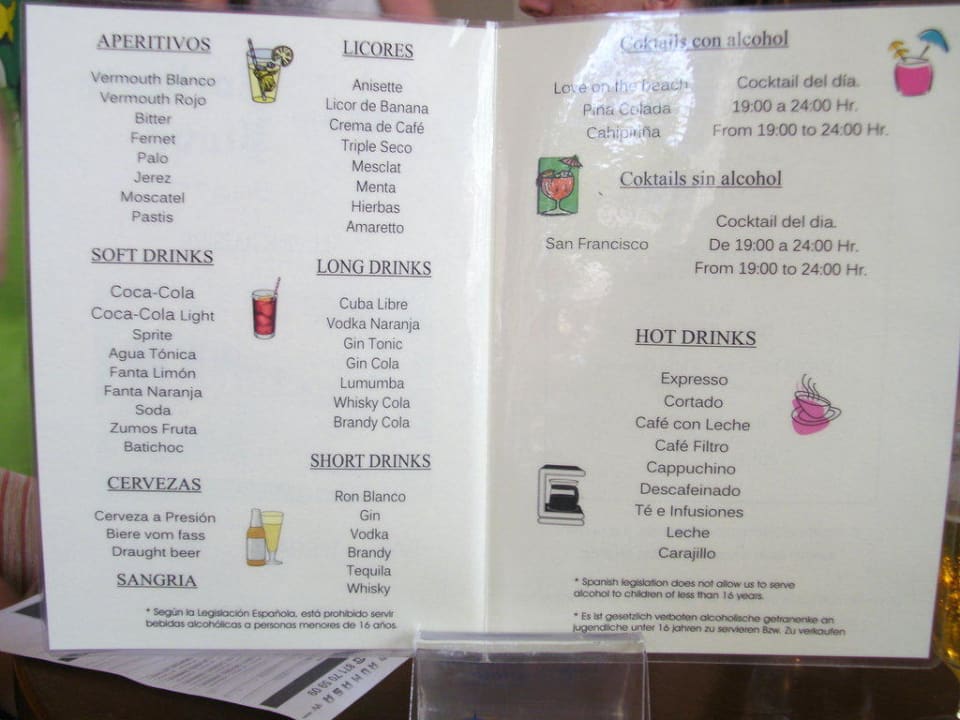 APERITIVOS
Vermouth Blanco
Vermouth Rojo
Bitter
Fernet
Palo
Jerez
Moscatel
Pastis
SOFT DRINKS
Coca-Cola
Coca-Cola Light
Sprite
Agua Tónica
Fanta Limón
Fanta Naranja
Soda
Zumos Fruta
Batichoc
CERVEZAS
Cerveza a Presión
Biere vom fass
Draught beer
SANGRIA
LICORES
Anisette
Licor de Banana
Crema de Café
Triple Seco
Mesclat
Menta
Hierbas
Amaretto
LONG DRINKS
Cuba Libre
Vodka Naranja
Gin Tonic
Gin Cola
Lumumba
Whisky Cola
Brandy Cola
SHORT DRINKS
Ron Blanco
Gin
Vodka
Brandy
Tequila
Whisky
* Según la Legislación Española, está prohibido servir
bebidas alcohólicas a personas menores de 16 años.
Coktails con alcohol
Love on the beach
Piña Colada
Cahipiriña
Cocktail del día.
19:00 a 24:00 Hr.
From 19:00 to 24:00 Hr.
Coktails sin alcohol
San Francisco
Cocktail del dia.
De 19:00 a 24:00 Hr.
From 19:00 to 24:00 Hr.
HOT DRINKS
Expresso
Cortado
Café con Leche
Café Filtro
Cappuchino
Descafeinado
Té e Infusiones
Leche
Carajillo
* Spanish legislation does not allow us to serve
alcohol to children of less than 16 years.
* Es ist gesetzlich verboten alcoholische getranenke an
jugendliche unter 16 jahren zu servieren Bzw. Zu verkaufen